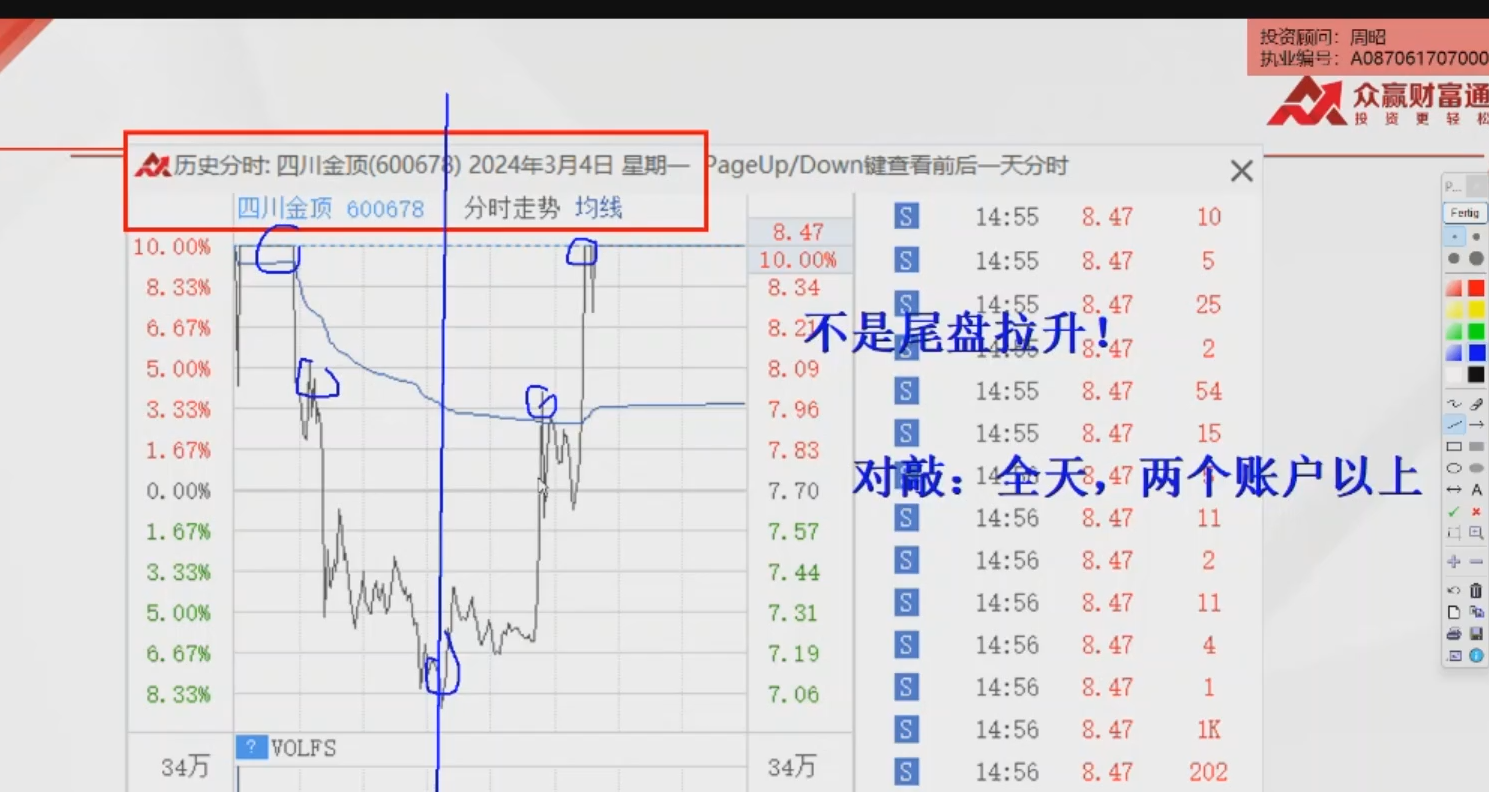 投资顾问：周昭
执业编号：A087061707000
众赢财富通
投资更轻松
历史分时: 四川金顶(600678) 2024年3月4日 星期一 PageUp/Down键查看前后一天分时
四川金顶 600678 分时走势 均线
10.00%
8.33%
6.67%
5.00%
3.33%
1.67%
0.00%
1.67%
3.33%
5.00%
6.67%
8.33%
34万
? VOLFS
8.47
10.00%
8.34
8.21
8.09
7.96
7.83
7.70
7.57
7.44
7.31
7.19
7.06
34万
S 14:55 8.47 10
S 14:55 8.47 5
S 14:55 8.47 25
不是尾盘拉升！
S 14:55 8.47 2
S 14:55 8.47 54
S 14:55 8.47 15
对敲：全天，两个账户以上
8.47
S 14:56 8.47 11
S 14:56 8.47 2
S 14:56 8.47 11
S 14:56 8.47 4
S 14:56 8.47 1
S 14:56 8.47 1K
S 14:56 8.47 202
P...
Fertig
A